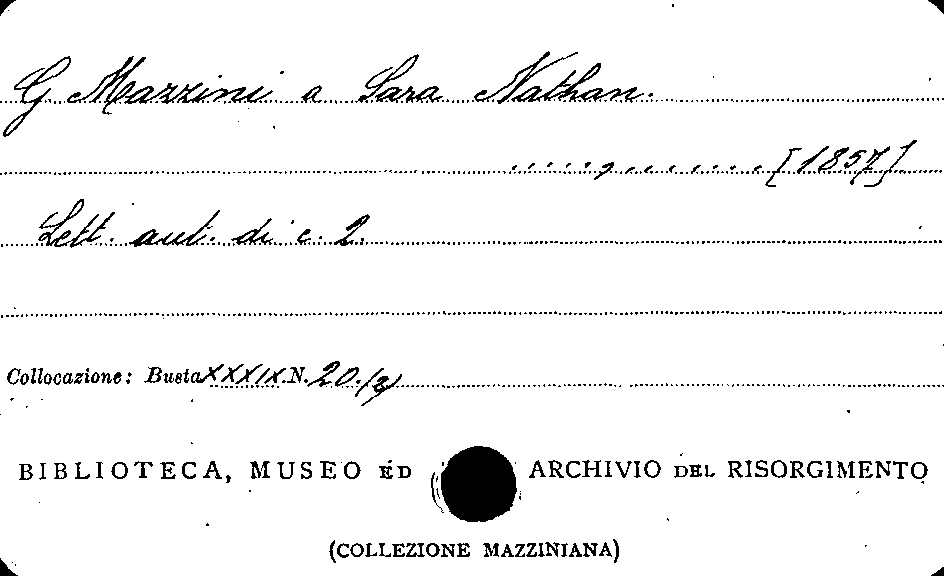 G. Mazzini a Sara Nathan.
....., ........ [1857]
Lett. aut. di c. 2.
Collocazione: Busta XXXIX. N. 20./3)
BIBLIOTECA, MUSEO ED ARCHIVIO DEL RISORGIMENTO
(COLLEZIONE MAZZINIANA)